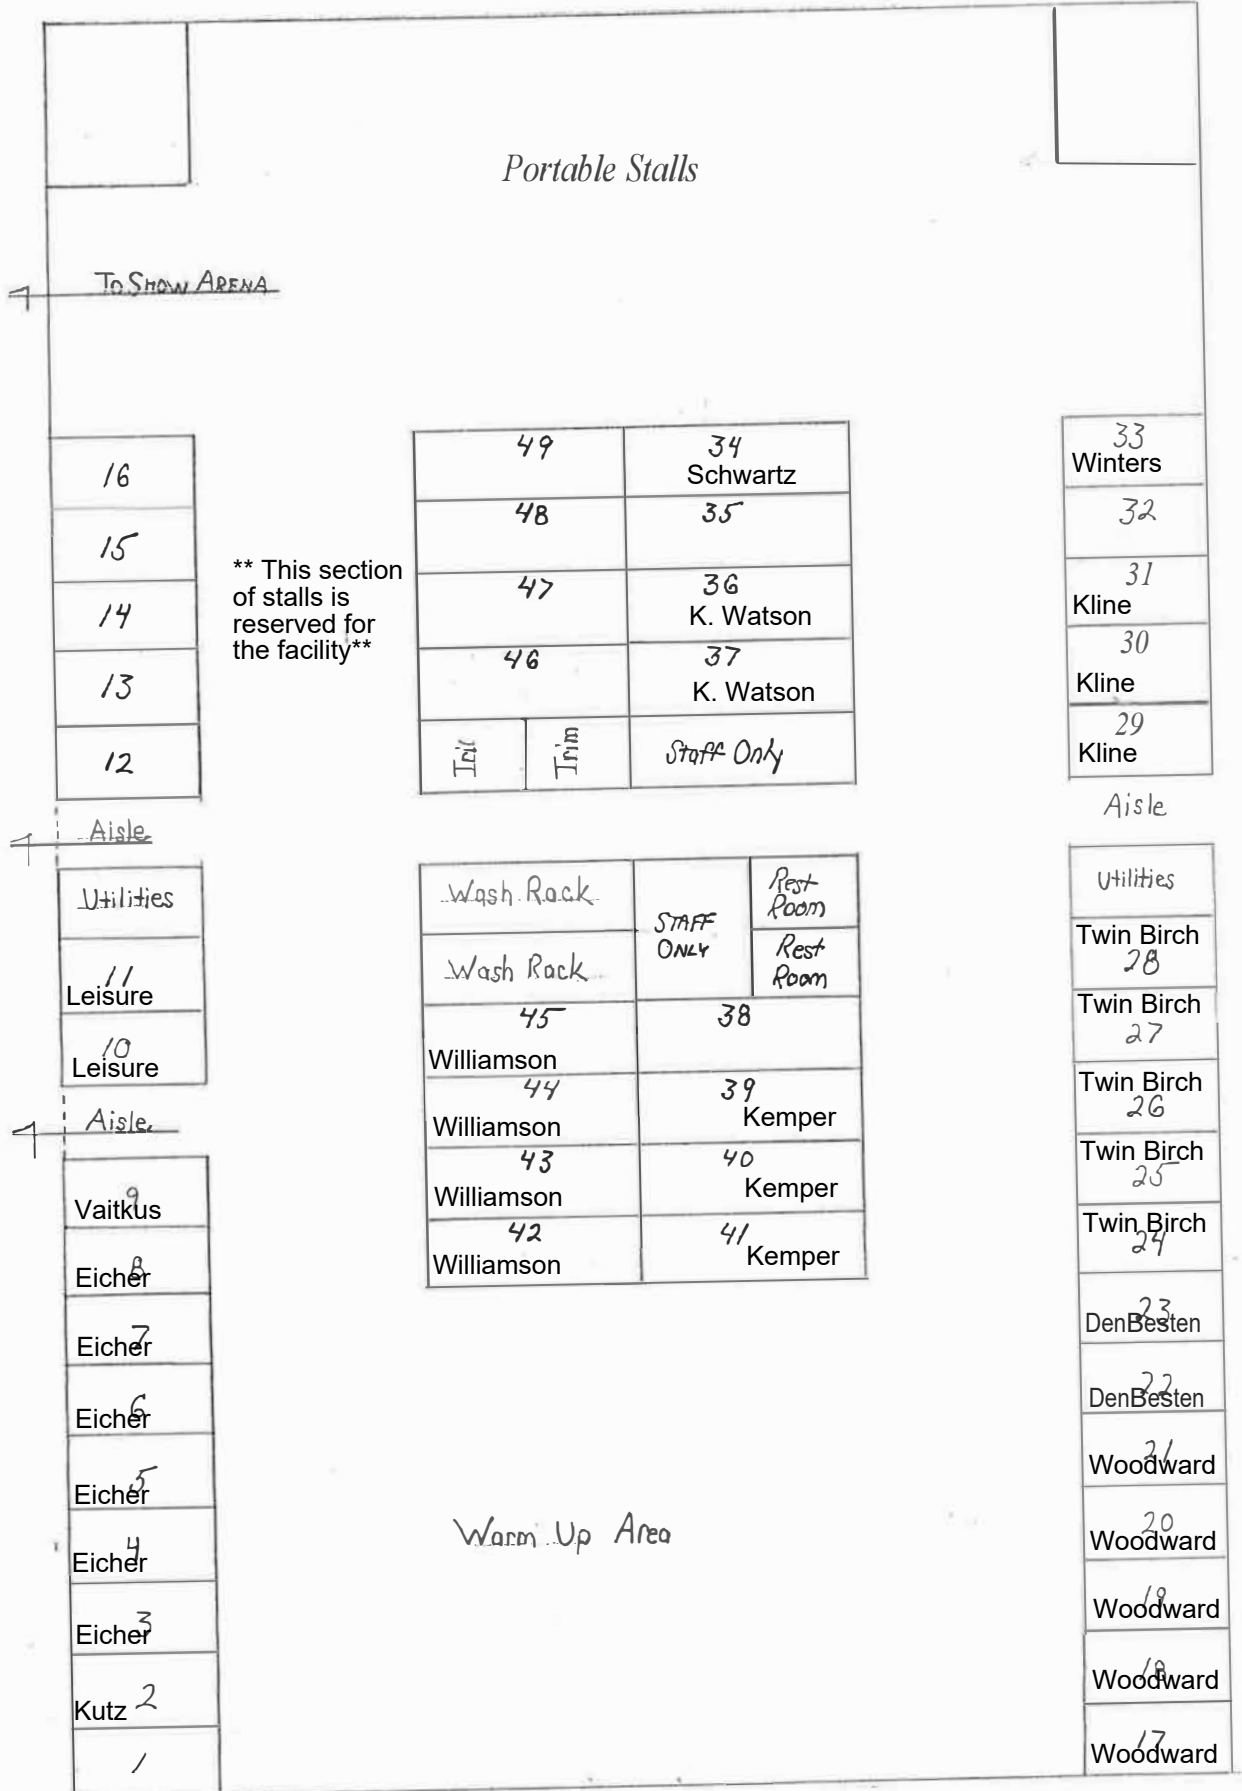 Portable Stalls
To Show Arena
16
15
14
13
12
** This section
of stalls is
reserved for
the facility**
49
34
Schwartz
48
35
47
36
K. Watson
46
37
K. Watson
Trim
Staff Only
33
Winters
32
31
Kline
30
Kline
29
Kline
Aisle
Aisle
Utilities
11
Leisure
10
Leisure
Aisle
Wash Rack
STAFF
ONLY
Rest
Room
Wash Rack
Rest
Room
45
Williamson
38
44
Williamson
39
Kemper
43
Williamson
40
Kemper
42
Williamson
41
Kemper
Utilities
Twin Birch
28
Twin Birch
27
Twin Birch
26
Twin Birch
25
Twin Birch
24
23
DenBesten
22
DenBesten
21
Woodward
20
Woodward
19
Woodward
18
Woodward
17
Woodward
9
Vaitkus
8
Eicher
7
Eicher
6
Eicher
5
Eicher
4
Eicher
3
Eicher
Kutz 2
1
Warm Up Area